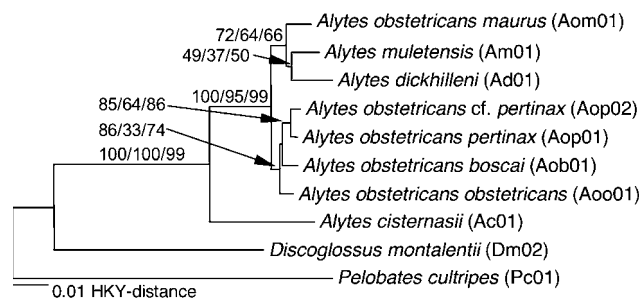 Alytes obstetricans maurus (Aom01)
72/64/66
Alytes muletensis (Am01)
49/37/50
Alytes dickhilleni (Ad01)
100/95/99
85/64/86
Alytes obstetricans cf. pertinax (Aop02)
86/33/74
Alytes obstetricans pertinax (Aop01)
100/100/99
Alytes obstetricans boscai (Aob01)
Alytes obstetricans obstetricans (Aoo01)
Alytes cisternasii (Ac01)
Discoglossus montalentii (Dm02)
Pelobates cultripes (Pc01)
0.01 HKY-distance